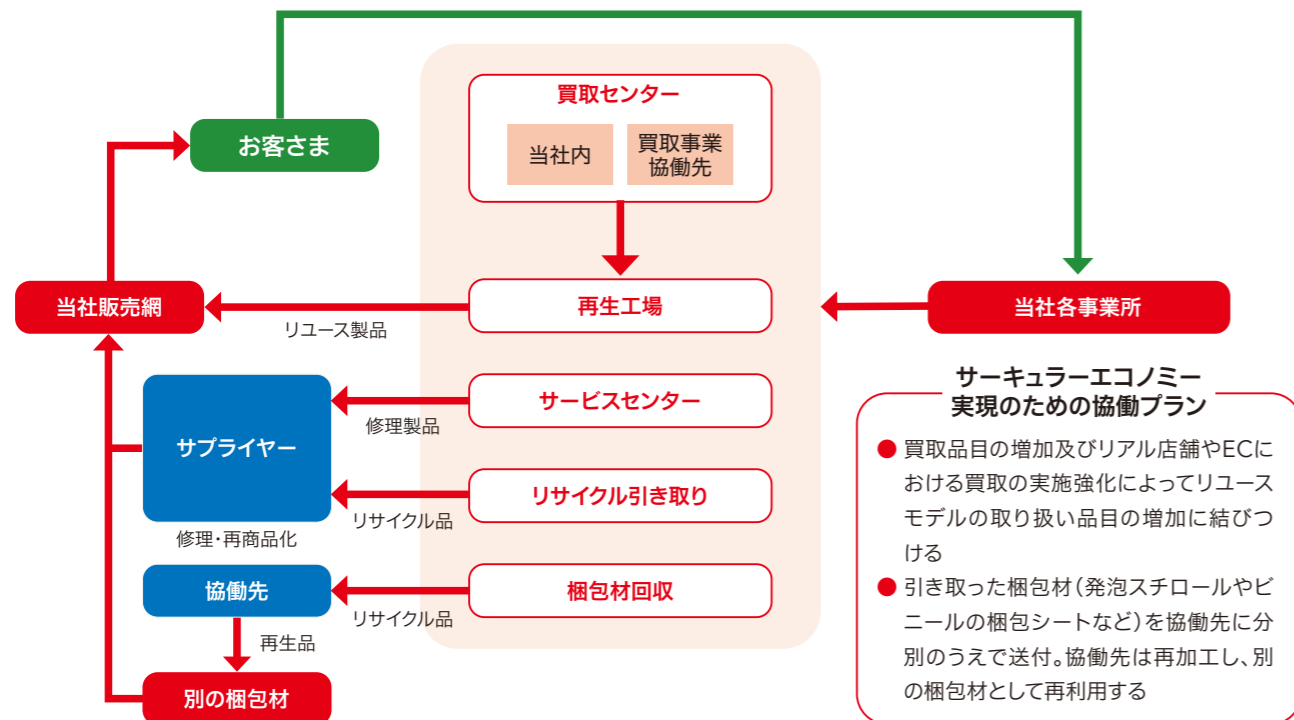 買取センター
お客さま
当社内
買取事業
協働先
当社販売網
再生工場
当社各事業所
リユース製品
サプライヤー
修理・再商品化
サービスセンター
修理製品
リサイクル引き取り
リサイクル品
協働先
梱包材回収
リサイクル品
再生品
別の梱包材
サーキュラーエコノミー
実現のための協働プラン
● 買取品目の増加及びリアル店舗やECに
おける買取の実施強化によってリユース
モデルの取り扱い品目の増加に結びつ
ける
● 引き取った梱包材(発泡スチロールやビ
ニールの梱包シートなど)を協働先に分
別のうえで送付。協働先は再加工し、別
の梱包材として再利用する